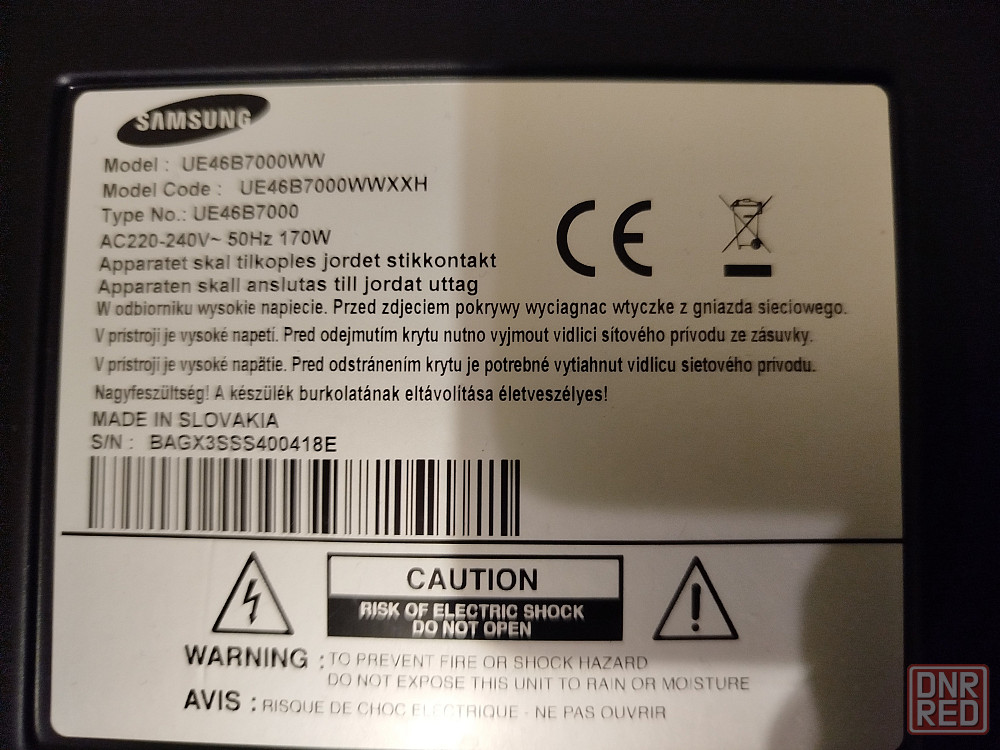 SAMSUNG
Model : UE46B7000WW
Model Code : UE46B7000WWXXH
Type No.: UE46B7000
AC220-240V~ 50Hz 170W
Apparatet skal tilkoples jordet stikkontakt
Apparaten skall anslutas till jordat uttag
W odbiorniku wysokie napiecie. Przed zdjeciem pokrywy wyciagnac wtyczke z gniazda sieciowego.
V prístroji je vysoké napetí. Pred odejmutím krytu nutno vyjmout vidlici sítového prívodu ze zásuvky.
V prístroji je vysoké napätie. Pred odstránením krytu je potrebné vytiahnut vidlicu sietového prívodu.
Nagyfeszültség! A készülék burkolatának eltávolítása életveszélyes!
MADE IN SLOVAKIA
S/N : BAGX3SSS400418E
CE
CAUTION
RISK OF ELECTRIC SHOCK
DO NOT OPEN
WARNING : TO PREVENT FIRE OR SHOCK HAZARD
DO NOT EXPOSE THIS UNIT TO RAIN OR MOISTURE
AVIS : RISQUE DE CHOC ELECTRIQUE - NE PAS OUVRIR
DNR
RED